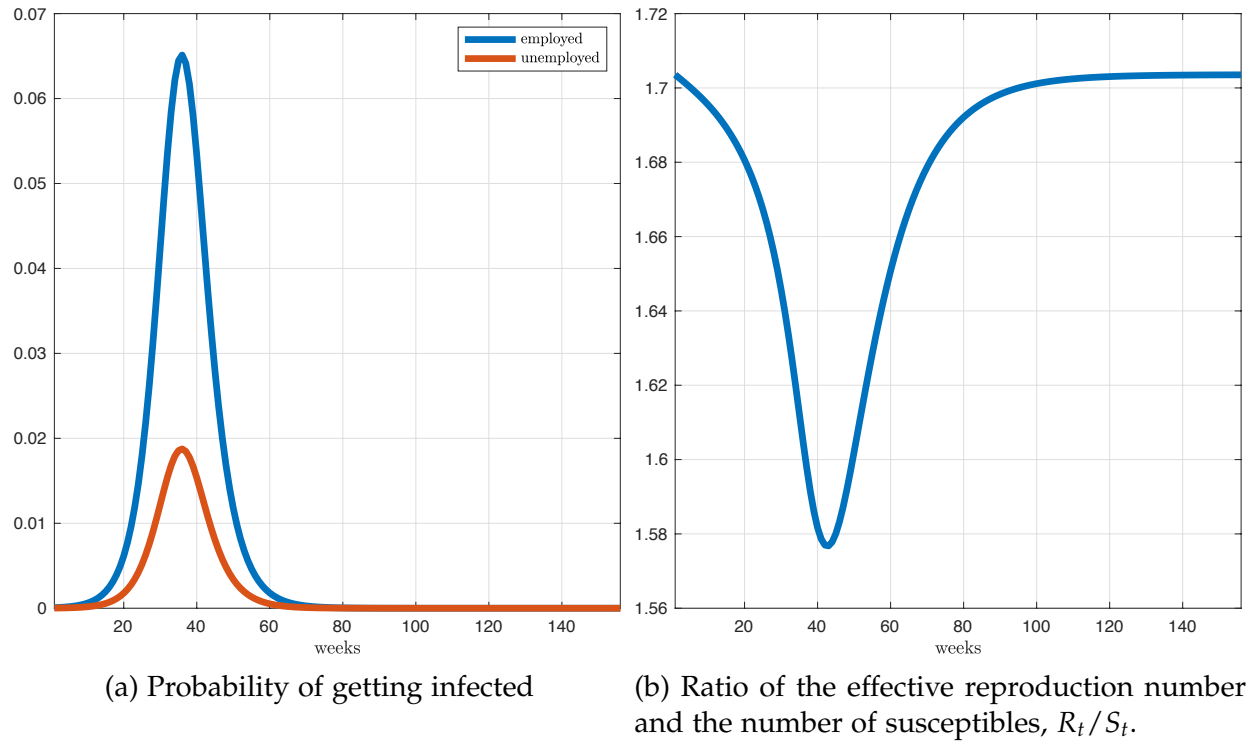 0.07
0.06
0.05
0.04
0.03
0.02
0.01
0
employed
unemployed
20 40 60 80 100 120 140
weeks
(a) Probability of getting infected
1.72
1.7
1.68
1.66
1.64
1.62
1.6
1.58
1.56
20 40 60 80 100 120 140
weeks
(b) Ratio of the effective reproduction number
and the number of susceptibles, Rt/St.